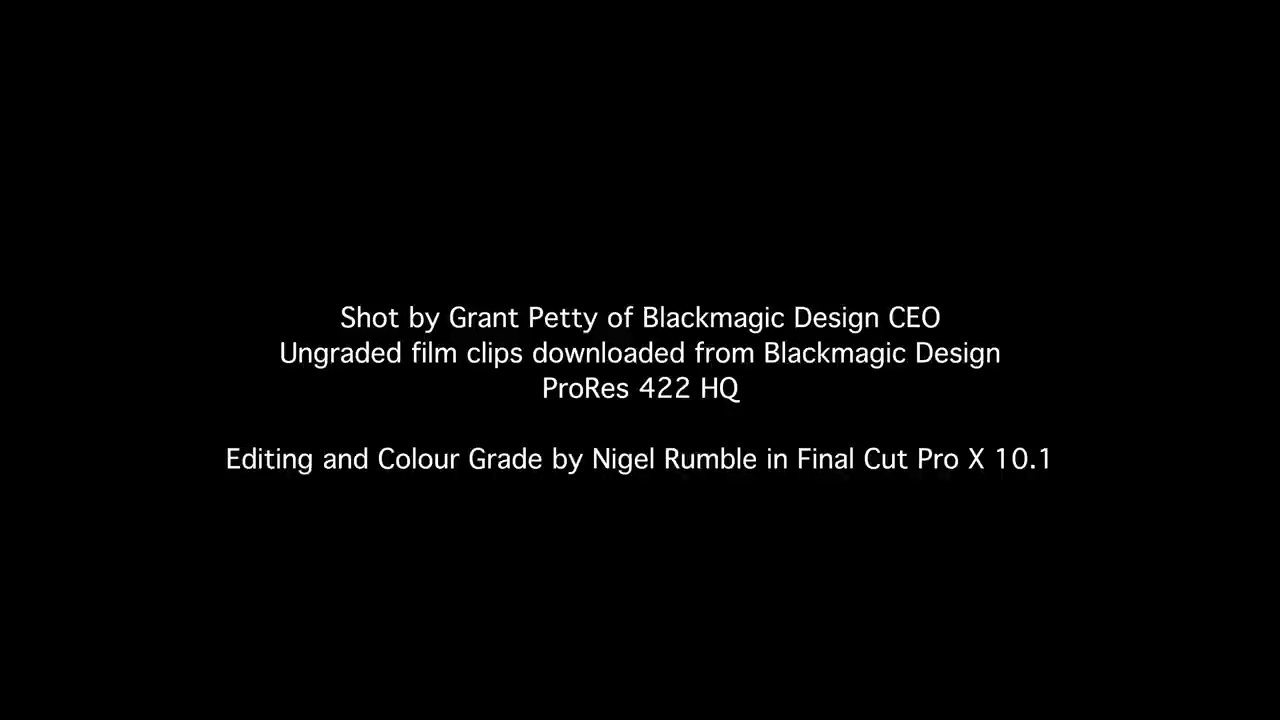 Shot by Grant Petty of Blackmagic Design CEO
Ungraded film clips downloaded from Blackmagic Design
ProRes 422 HQ
Editing and Colour Grade by Nigel Rumble in Final Cut Pro X 10.1